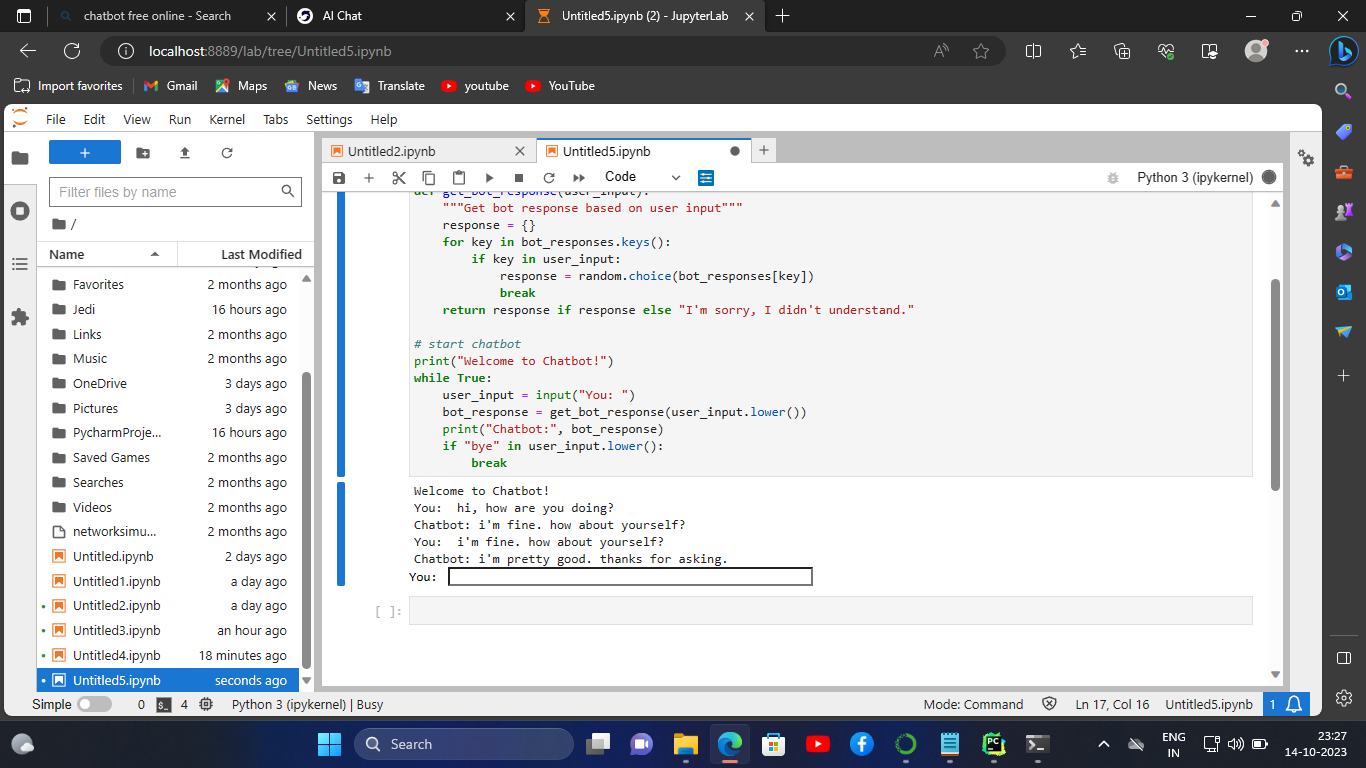 chatbot free online - Search
AI Chat
Untitled5.ipynb (2) - JupyterLab
localhost:8889/lab/tree/Untitled5.ipynb
Import favorites
Gmail
Maps
News
Translate
youtube
YouTube
File Edit View Run Kernel Tabs Settings Help
Filter files by name
/
Name Last Modified
Favorites 2 months ago
Jedi 16 hours ago
Links 2 months ago
Music 2 months ago
OneDrive 3 days ago
Pictures 3 days ago
PycharmProje... 16 hours ago
Saved Games 2 months ago
Searches 2 months ago
Videos 2 months ago
networksimu... 2 months ago
Untitled.ipynb 2 days ago
Untitled1.ipynb a day ago
Untitled2.ipynb a day ago
Untitled3.ipynb an hour ago
Untitled4.ipynb 18 minutes ago
Untitled5.ipynb seconds ago
Untitled2.ipynb
Untitled5.ipynb
Code
Python 3 (ipykernel)
def get_bot_response(user_input):
"""Get bot response based on user input"""
response = {}
for key in bot_responses.keys():
if key in user_input:
response = random.choice(bot_responses[key])
break
return response if response else "I'm sorry, I didn't understand."
# start chatbot
print("Welcome to Chatbot!")
while True:
user_input = input("You: ")
bot_response = get_bot_response(user_input.lower())
print("Chatbot:", bot_response)
if "bye" in user_input.lower():
break
Welcome to Chatbot!
You:  hi, how are you doing?
Chatbot: i'm fine. how about yourself?
You:  i'm fine. how about yourself?
Chatbot: i'm pretty good. thanks for asking.
You:
[ ]:
Simple 0 4 Python 3 (ipykernel) | Busy
Mode: Command Ln 17, Col 16 Untitled5.ipynb 1
Search
ENG
IN
23:27
14-10-2023